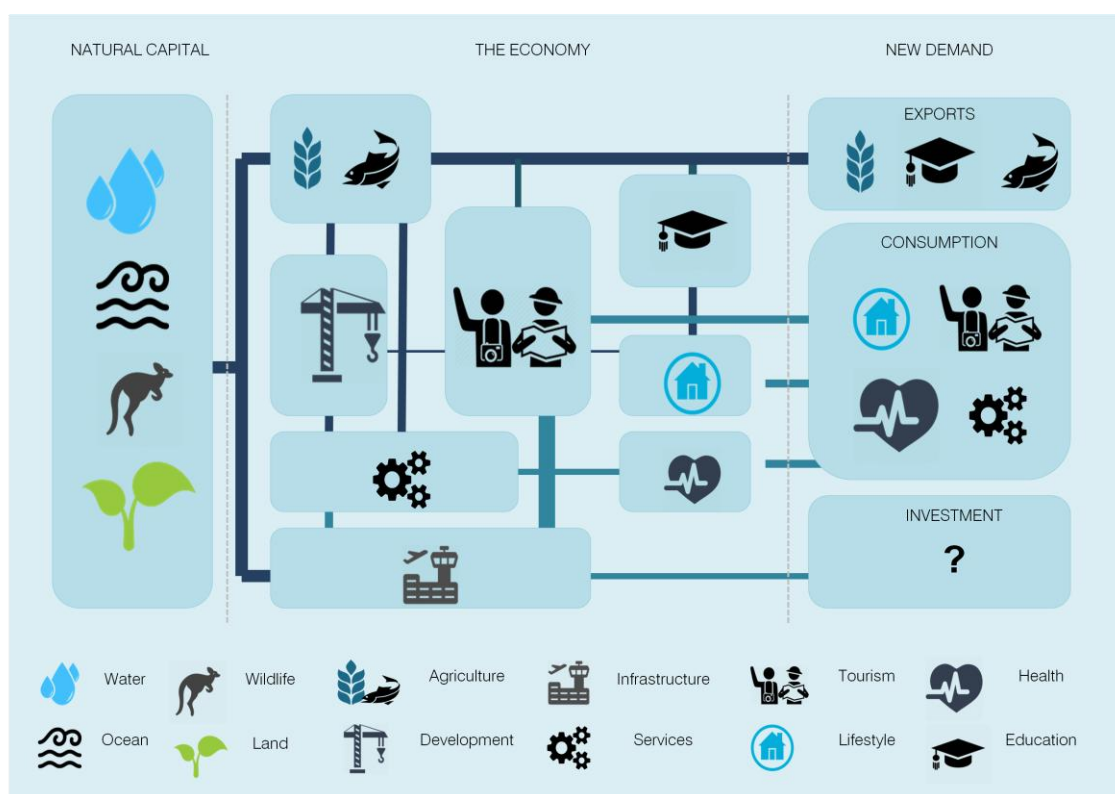 NATURAL CAPITAL
THE ECONOMY
NEW DEMAND
EXPORTS
CONSUMPTION
INVESTMENT
?
Water
Wildlife
Agriculture
Infrastructure
Tourism
Health
Ocean
Land
Development
Services
Lifestyle
Education